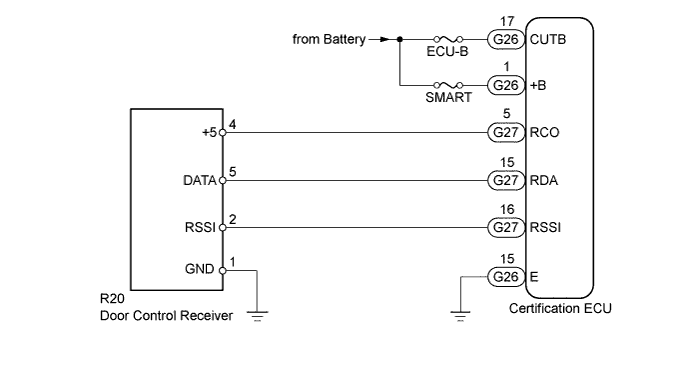 17
from Battery
G26
CUTB
ECU-B
1
G26
+B
SMART
5
+5
4
G27
RCO
15
DATA
5
G27
RDA
16
RSSI
2
G27
RSSI
15
GND
1
G26
E
R20
Door Control Receiver
Certification ECU